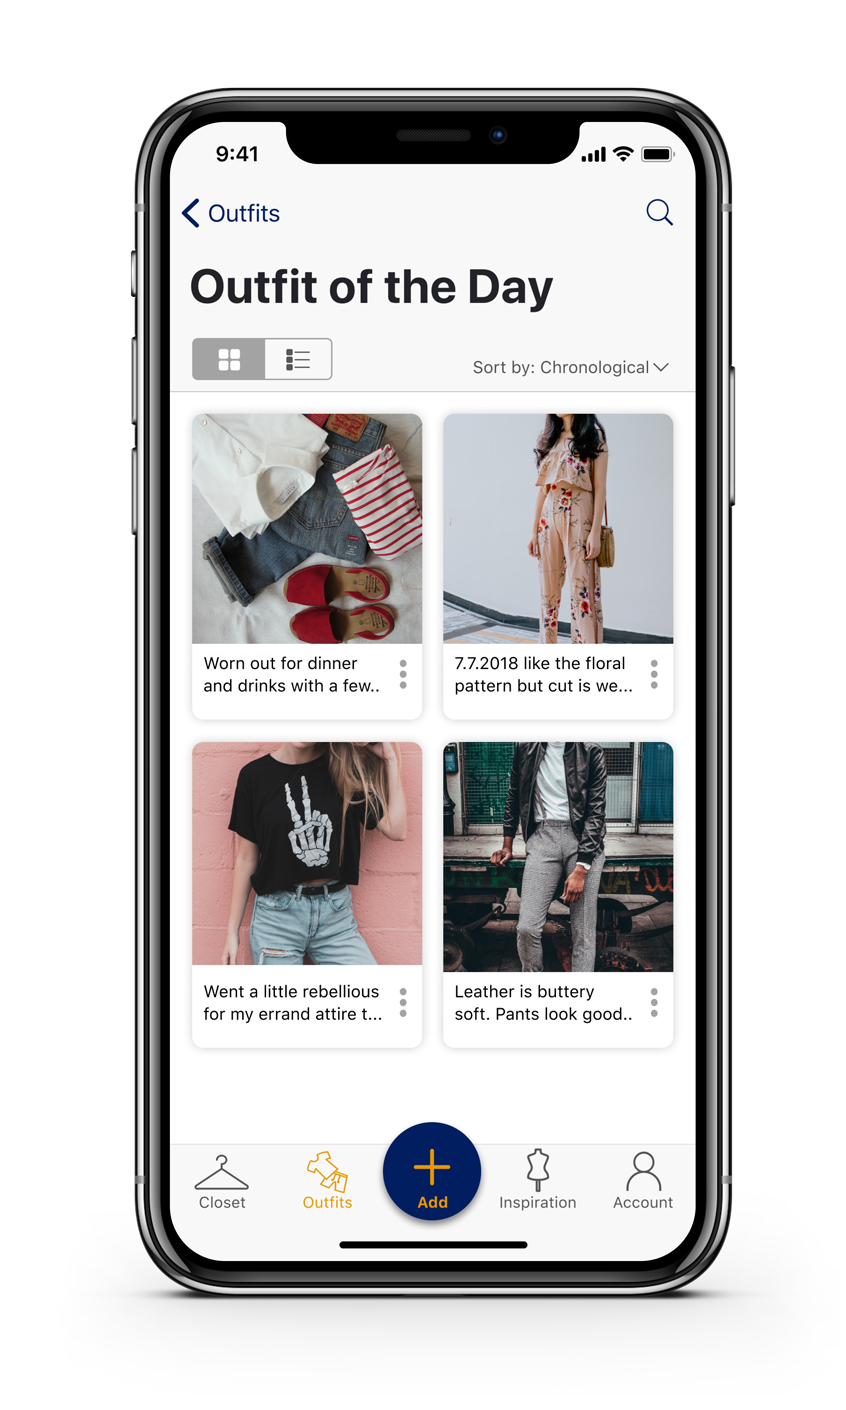 9:41
Outfits
Outfit of the Day
Sort by: Chronological
Worn out for dinner
and drinks with a few..
7.7.2018 like the floral
pattern but cut is we...
Went a little rebellious
for my errand attire t...
Leather is buttery
soft. Pants look good..
Closet
Outfits
Add
Inspiration
Account